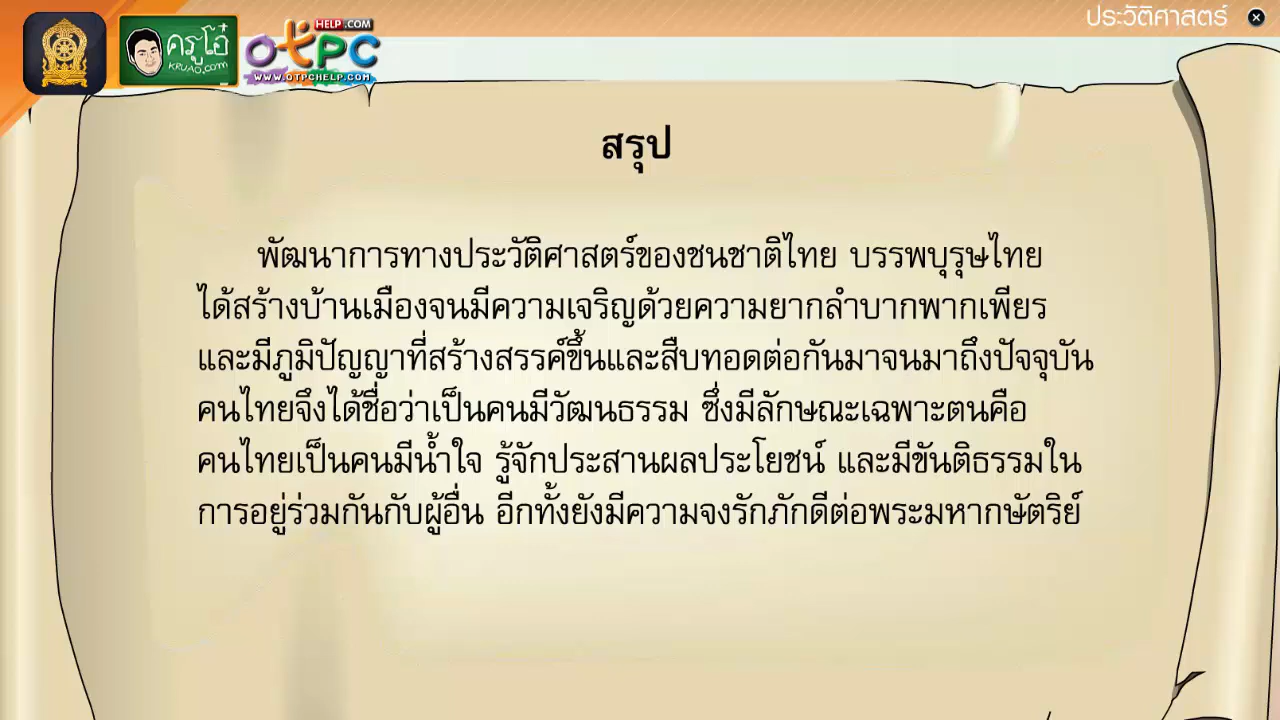 ประวัติศาสตร์
ครูโอ๋
KRUAO.com
HELP.COM
OTPC
WWW.OTPCHELP.COM
สรุป
พัฒนาการทางประวัติศาสตร์ของชนชาติไทย บรรพบุรุษไทย
ได้สร้างบ้านเมืองจนมีความเจริญด้วยความยากลำบากพากเพียร
และมีภูมิปัญญาที่สร้างสรรค์ขึ้นและสืบทอดต่อกันมาจนมาถึงปัจจุบัน
คนไทยจึงได้ชื่อว่าเป็นคนมีวัฒนธรรม ซึ่งมีลักษณะเฉพาะตนคือ
คนไทยเป็นคนมีน้ำใจ รู้จักประสานผลประโยชน์ และมีขันติธรรมใน
การอยู่ร่วมกันกับผู้อื่น อีกทั้งยังมีความจงรักภักดีต่อพระมหากษัตริย์